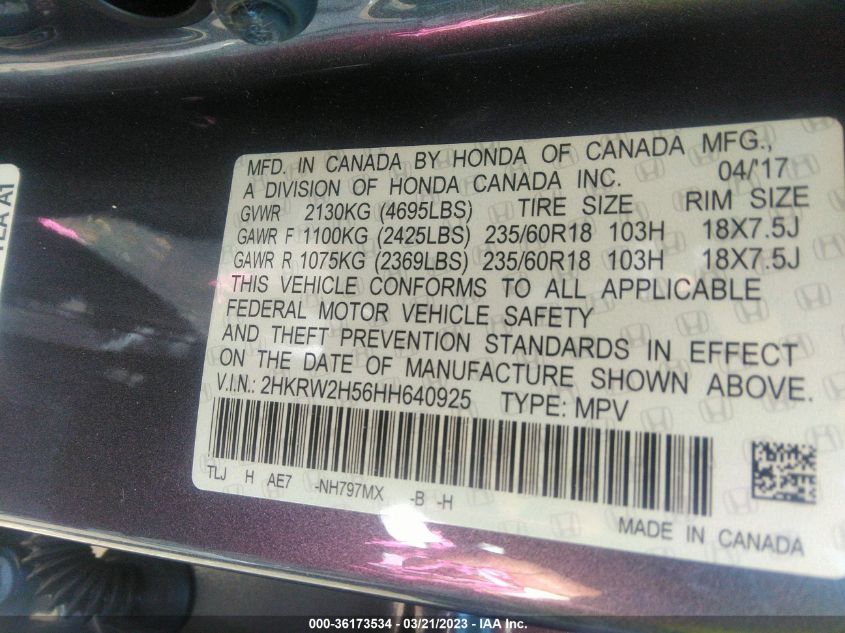 TLA A1
MFD. IN CANADA BY HONDA OF CANADA MFG.,
A DIVISION OF HONDA CANADA INC. 04/'17
GVWR 2130KG (4695LBS) TIRE SIZE RIM SIZE
GAWR F 1100KG (2425LBS) 235/60R18 103H 18X7.5J
GAWR R 1075KG (2369LBS) 235/60R18 103H 18X7.5J
THIS VEHICLE CONFORMS TO ALL APPLICABLE
FEDERAL MOTOR VEHICLE SAFETY
AND THEFT PREVENTION STANDARDS IN EFFECT
ON THE DATE OF MANUFACTURE SHOWN ABOVE.
V.I.N.: 2HKRW2H56HH640925 TYPE: MPV
TLJ H AE7 -NH797MX -B -H
MADE IN CANADA
000-36173534 — 03/21/2023 — IAA Inc.